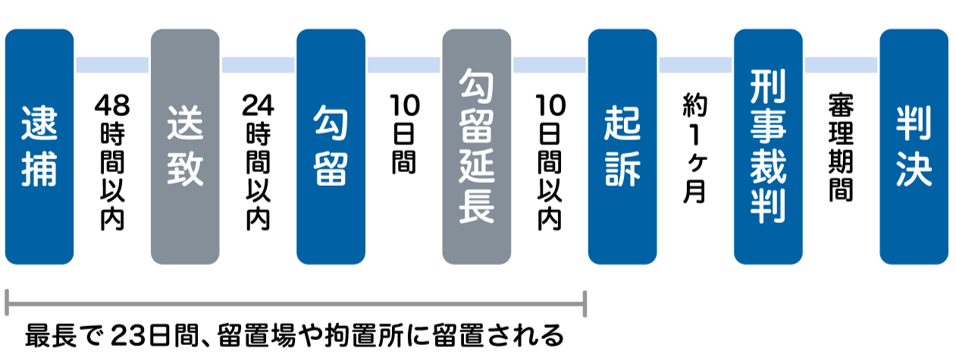 逮捕
48時間以内
送致
24時間以内
勾留
10日間
勾留延長
10日間以内
起訴
約1ヶ月
刑事裁判
審理期間
判決
最長で23日間、留置場や拘置所に留置される